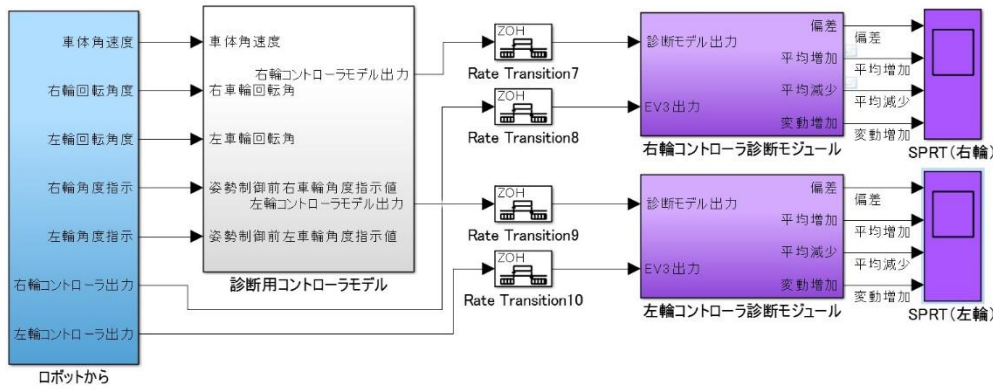 車体角速度
右輪回転角度
左輪回転角度
右輪角度指示
左輪角度指示
右輪コントローラ出力
左輪コントローラ出力
ロボットから
車体角速度
右輪コントローラモデル出力
右車輪回転角
左車輪回転角
姿勢制御前右車輪角度指示値
左輪コントローラモデル出力
姿勢制御前左車輪角度指示値
診断用コントローラモデル
ZOH
Rate Transition7
ZOH
Rate Transition8
ZOH
Rate Transition9
ZOH
Rate Transition10
診断モデル出力
EV3出力
偏差
平均増加
平均減少
変動増加
右輪コントローラ診断モジュール
偏差
平均増加
平均減少
変動増加
SPRT(右輪)
診断モデル出力
EV3出力
偏差
平均増加
平均減少
変動増加
左輪コントローラ診断モジュール
偏差
平均増加
平均減少
変動増加
SPRT(左輪)